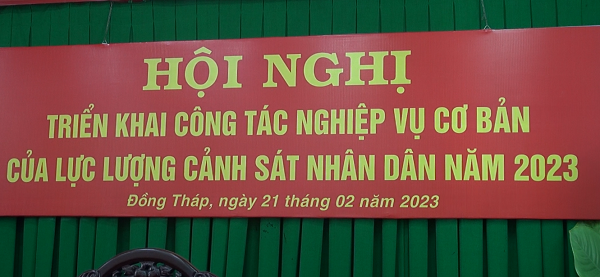 HỘI NGHỊ
TRIỂN KHAI CÔNG TÁC NGHIỆP VỤ CƠ BẢN
CỦA LỰC LƯỢNG CẢNH SÁT NHÂN DÂN NĂM 2023
Đồng Tháp, ngày 21 tháng 02 năm 2023